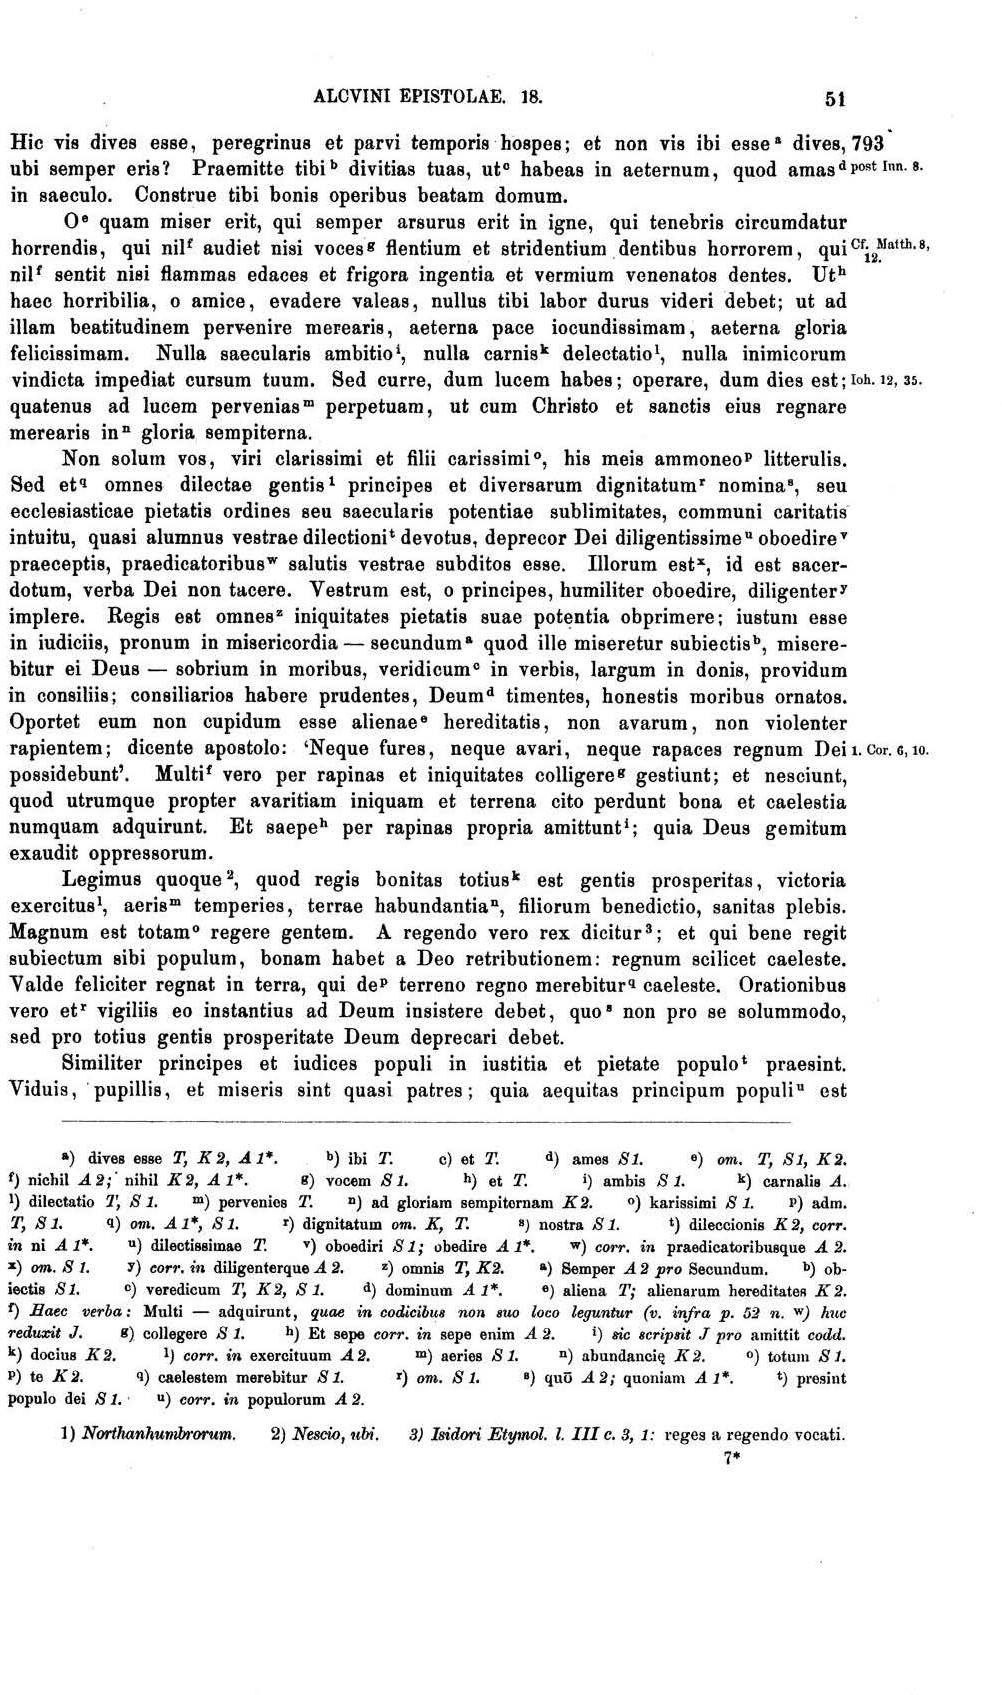 ALCVINI EPISTOLAE. 18. 51
Hic vis dives esse, peregrinus et parvi temporis hospes; et non vis ibi esse a dives, 793
ubi semper eris? Praemitte tibi b divitias tuas, ut c habeas in aeternum, quod amas d post Inn. 8.
in saeculo. Construe tibi bonis operibus beatam domum.
O e quam miser erit, qui semper arsurus erit in igne, qui tenebris circumdatur
horrendis, qui nil f audiet nisi voces g flentium et stridentium dentibus horrorem, qui Cf. Matth. 8, 12.
nil f sentit nisi flammas edaces et frigora ingentia et vermium venenatos dentes. Ut h
haec horribilia, o amice, evadere valeas, nullus tibi labor durus videri debet; ut ad
illam beatitudinem pervenire merearis, aeterna pace iocundissimam, aeterna gloria
felicissimam. Nulla saecularis ambitio i, nulla carnis k delectatio l, nulla inimicorum
vindicta impediat cursum tuum. Sed curre, dum lucem habes; operare, dum dies est; Ioh. 12, 35.
quatenus ad lucem pervenias m perpetuam, ut cum Christo et sanctis eius regnare
merearis in n gloria sempiterna.
Non solum vos, viri clarissimi et filii carissimi o, his meis ammoneo p litterulis.
Sed et q omnes dilectae gentis 1 principes et diversarum dignitatum r nomina s, seu
ecclesiasticae pietatis ordines seu saecularis potentiae sublimitates, communi caritatis
intuitu, quasi alumnus vestrae dilectioni t devotus, deprecor Dei diligentissime u oboedire v
praeceptis, praedicatoribus w salutis vestrae subditos esse. Illorum est x, id est sacer-
dotum, verba Dei non tacere. Vestrum est, o principes, humiliter oboedire, diligenter y
implere. Regis est omnes z iniquitates pietatis suae potentia obprimere; iustum esse
in iudiciis, pronum in misericordia — secundum a quod ille miseretur subiectis b, misere-
bitur ei Deus — sobrium in moribus, veridicum c in verbis, largum in donis, providum
in consiliis; consiliarios habere prudentes, Deum d timentes, honestis moribus ornatos.
Oportet eum non cupidum esse alienae e hereditatis, non avarum, non violenter
rapientem; dicente apostolo: ‘Neque fures, neque avari, neque rapaces regnum Dei 1. Cor. 6, 10.
possidebunt’. Multi f vero per rapinas et iniquitates colligere g gestiunt; et nesciunt,
quod utrumque propter avaritiam iniquam et terrena cito perdunt bona et caelestia
numquam adquirunt. Et saepe h per rapinas propria amittunt i; quia Deus gemitum
exaudit oppressorum.
Legimus quoque 2, quod regis bonitas totius k est gentis prosperitas, victoria
exercitus l, aeris m temperies, terrae habundantia n, filiorum benedictio, sanitas plebis.
Magnum est totam o regere gentem. A regendo vero rex dicitur 3; et qui bene regit
subiectum sibi populum, bonam habet a Deo retributionem: regnum scilicet caeleste.
Valde feliciter regnat in terra, qui de p terreno regno merebitur q caeleste. Orationibus
vero et r vigiliis eo instantius ad Deum insistere debet, quo s non pro se solummodo,
sed pro totius gentis prosperitate Deum deprecari debet.
Similiter principes et iudices populi in iustitia et pietate populo t praesint.
Viduis, pupillis, et miseris sint quasi patres; quia aequitas principum populi u est
a) dives esse T, K 2, A 1*. b) ibi T. c) et T. d) ames S1. e) om. T, S1, K2.
f) nichil A 2; nihil K 2, A 1*. g) vocem S 1. h) et T. i) ambis S 1. k) carnalis A.
l) dilectatio T, S 1. m) pervenies T. n) ad gloriam sempiternam K 2. o) karissimi S 1. p) adm.
T, S 1. q) om. A 1*, S 1. r) dignitatum om. K, T. s) nostra S 1. t) dileccionis K 2, corr.
in ni A 1*. u) dilectissimae T. v) oboediri S 1; obedire A 1*. w) corr. in praedicatoribusque A 2.
x) om. S 1. y) corr. in diligenterque A 2. z) omnis T, K2. a) Semper A 2 pro Secundum. b) ob-
iectis S1. c) veredicum T, K 2, S 1. d) dominum A 1*. e) aliena T; alienarum hereditates K 2.
f) Haec verba: Multi — adquirunt, quae in codicibus non suo loco leguntur (v. infra p. 52 n. w) huc
reduxit J. g) collegere S 1. h) Et sepe corr. in sepe enim A 2. i) sic scripsit J pro amittit codd.
k) docius K 2. l) corr. in exercituum A 2. m) aeries S 1. n) abundancię K 2. o) totum S 1.
p) te K 2. q) caelestem merebitur S 1. r) om. S 1. s) quō A 2; quoniam A 1*. t) presint
populo dei S 1. u) corr. in populorum A 2.
1) Northanhumbrorum. 2) Nescio, ubi. 3) Isidori Etymol. l. III c. 3, 1: reges a regendo vocati.
7*